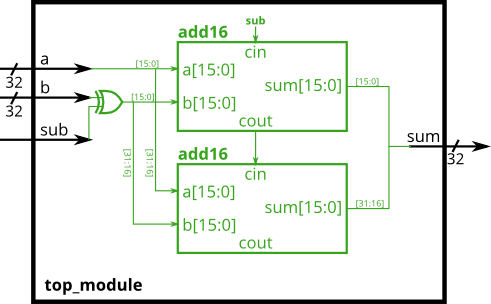 sub
add16
cin
a
[15:0]
a[15:0]
sum[15:0]
[15:0]
32
b
[15:0]
b[15:0]
32
cout
sub
sum
32
[31:16]
[31:16]
add16
cin
a[15:0]
sum[15:0]
[31:16]
b[15:0]
cout
top_module